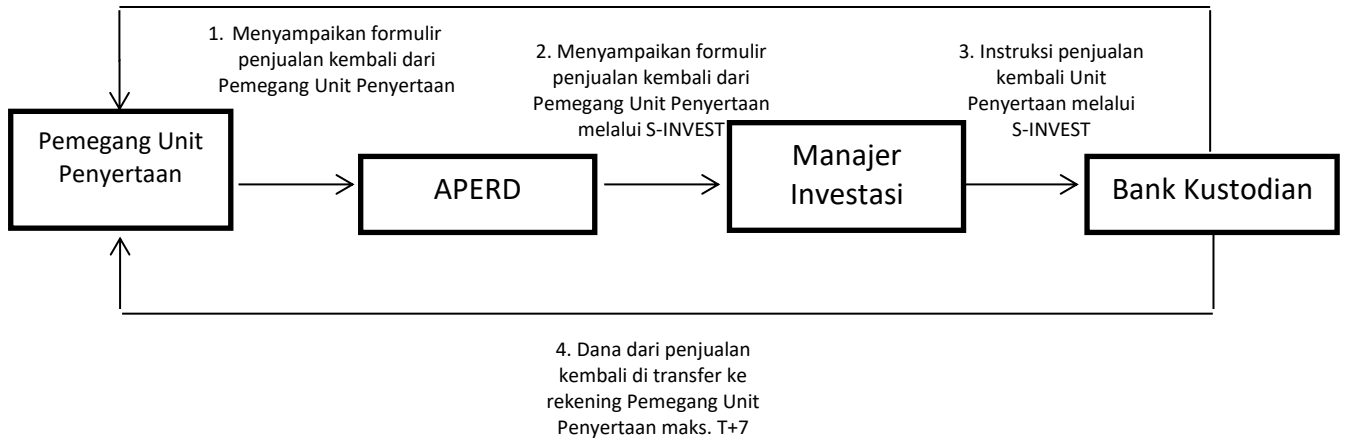 1. Menyampaikan formulir
penjualan kembali dari
Pemegang Unit Penyertaan
2. Menyampaikan formulir
penjualan kembali dari
Pemegang Unit Penyertaan
melalui S-INVEST
3. Instruksi penjualan
kembali Unit
Penyertaan melalui
S-INVEST
Pemegang Unit
Penyertaan
APERD
Manajer
Investasi
Bank Kustodian
4. Dana dari penjualan
kembali di transfer ke
rekening Pemegang Unit
Penyertaan maks. T+7